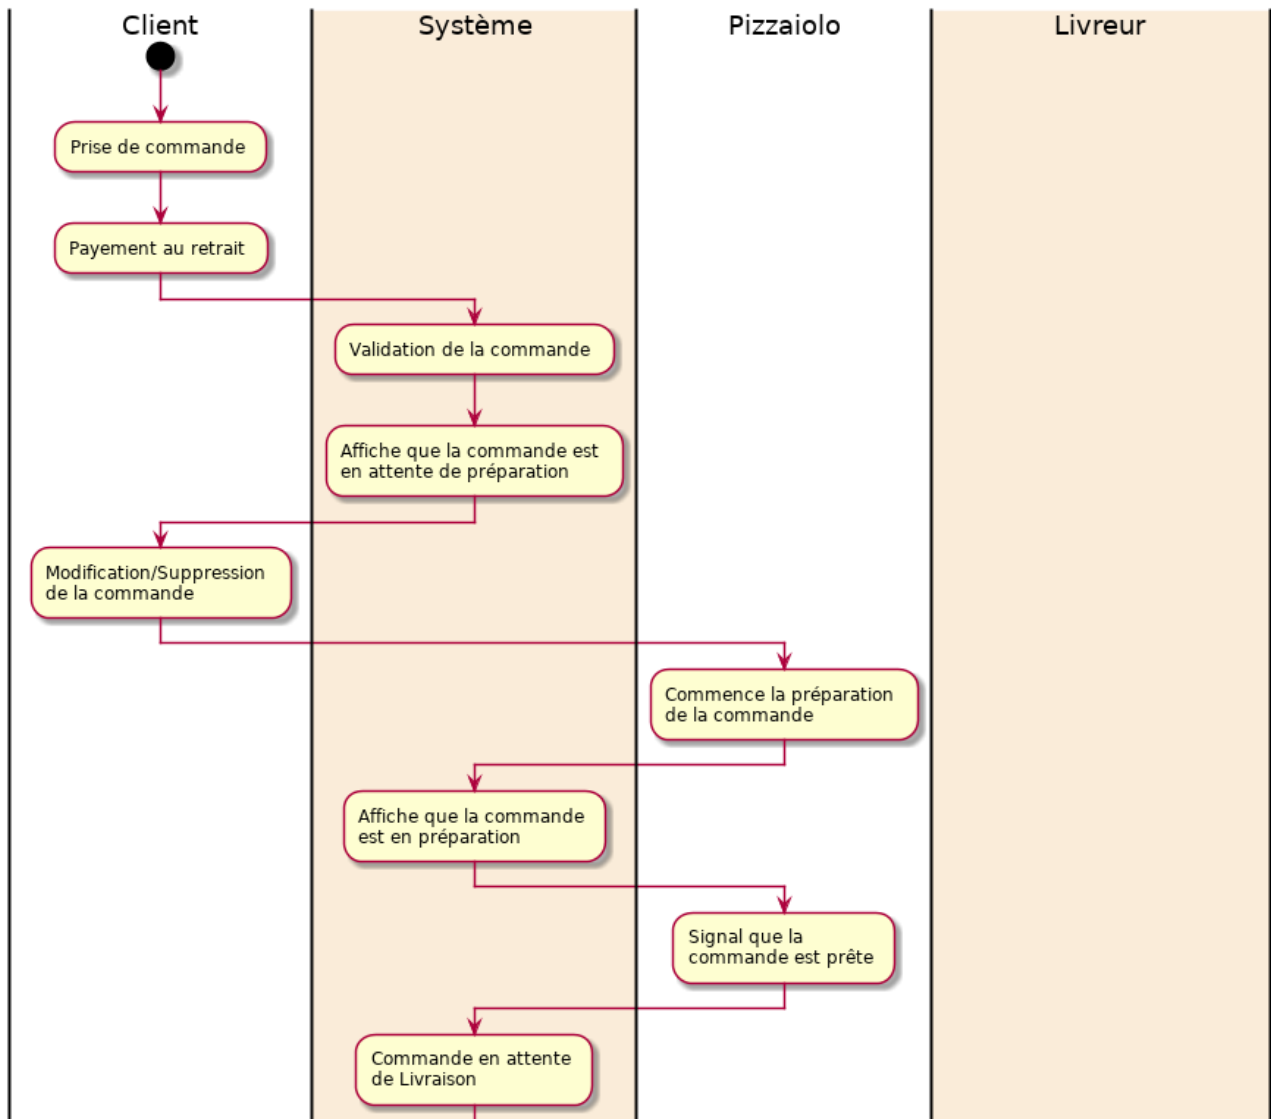 Client
Système
Pizzaiolo
Livreur
Prise de commande
Payement au retrait
Validation de la commande
Affiche que la commande est
en attente de préparation
Modification/Suppression
de la commande
Commence la préparation
de la commande
Affiche que la commande
est en préparation
Signal que la
commande est prête
Commande en attente
de Livraison